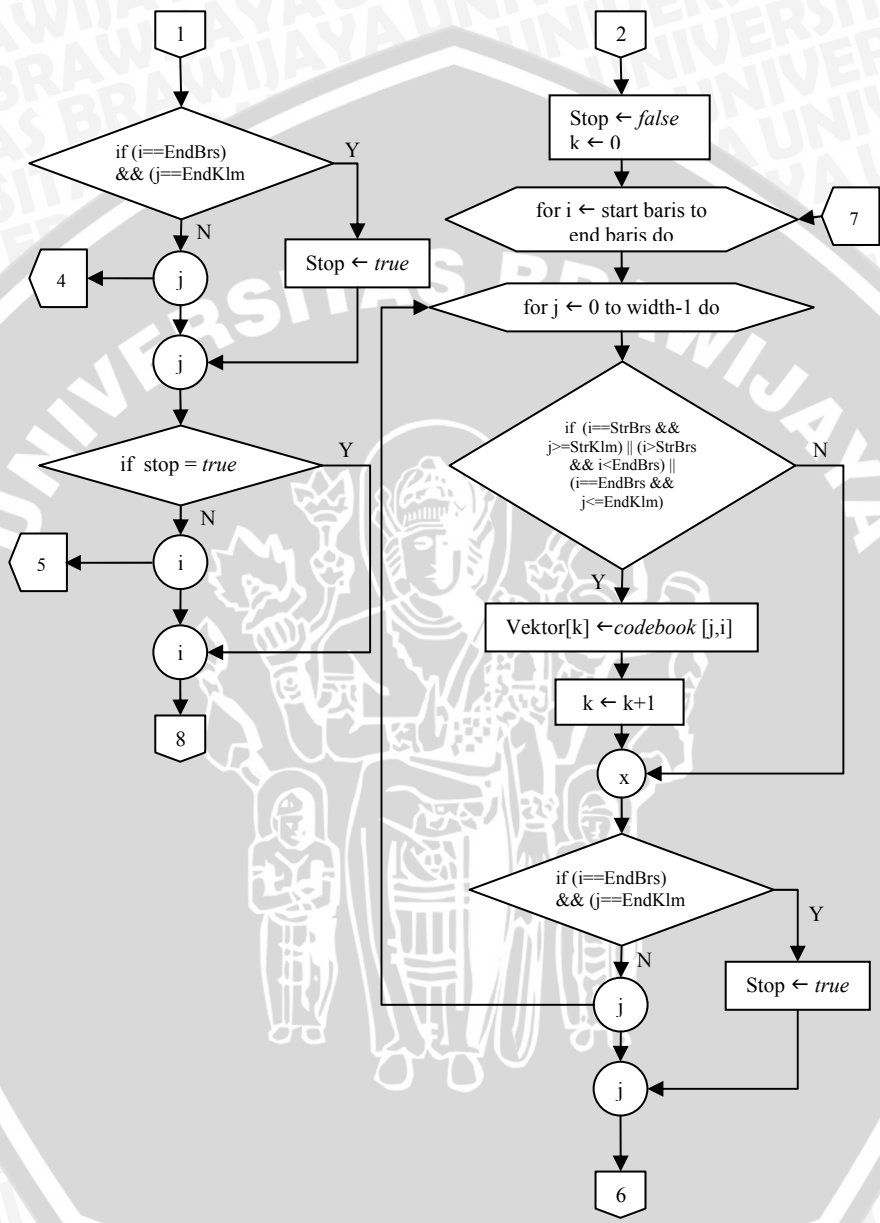 1
if (i==EndBrs)
&& (j==EndKlm
Y
N
Stop ← true
j
4
j
if stop = true
Y
N
i
5
i
8
2
Stop ← false
k ← 0
for i ← start baris to
end baris do
7
for j ← 0 to width-1 do
if (i==StrBrs &&
j>=StrKlm) || (i>StrBrs
&& i<EndBrs) ||
(i==EndBrs &&
j<=EndKlm)
N
Y
Vektor[k] ←codebook [j,i]
k ← k+1
x
if (i==EndBrs)
&& (j==EndKlm
Y
N
Stop ← true
j
j
6
UNIVERSITAS BRAWIJAYA